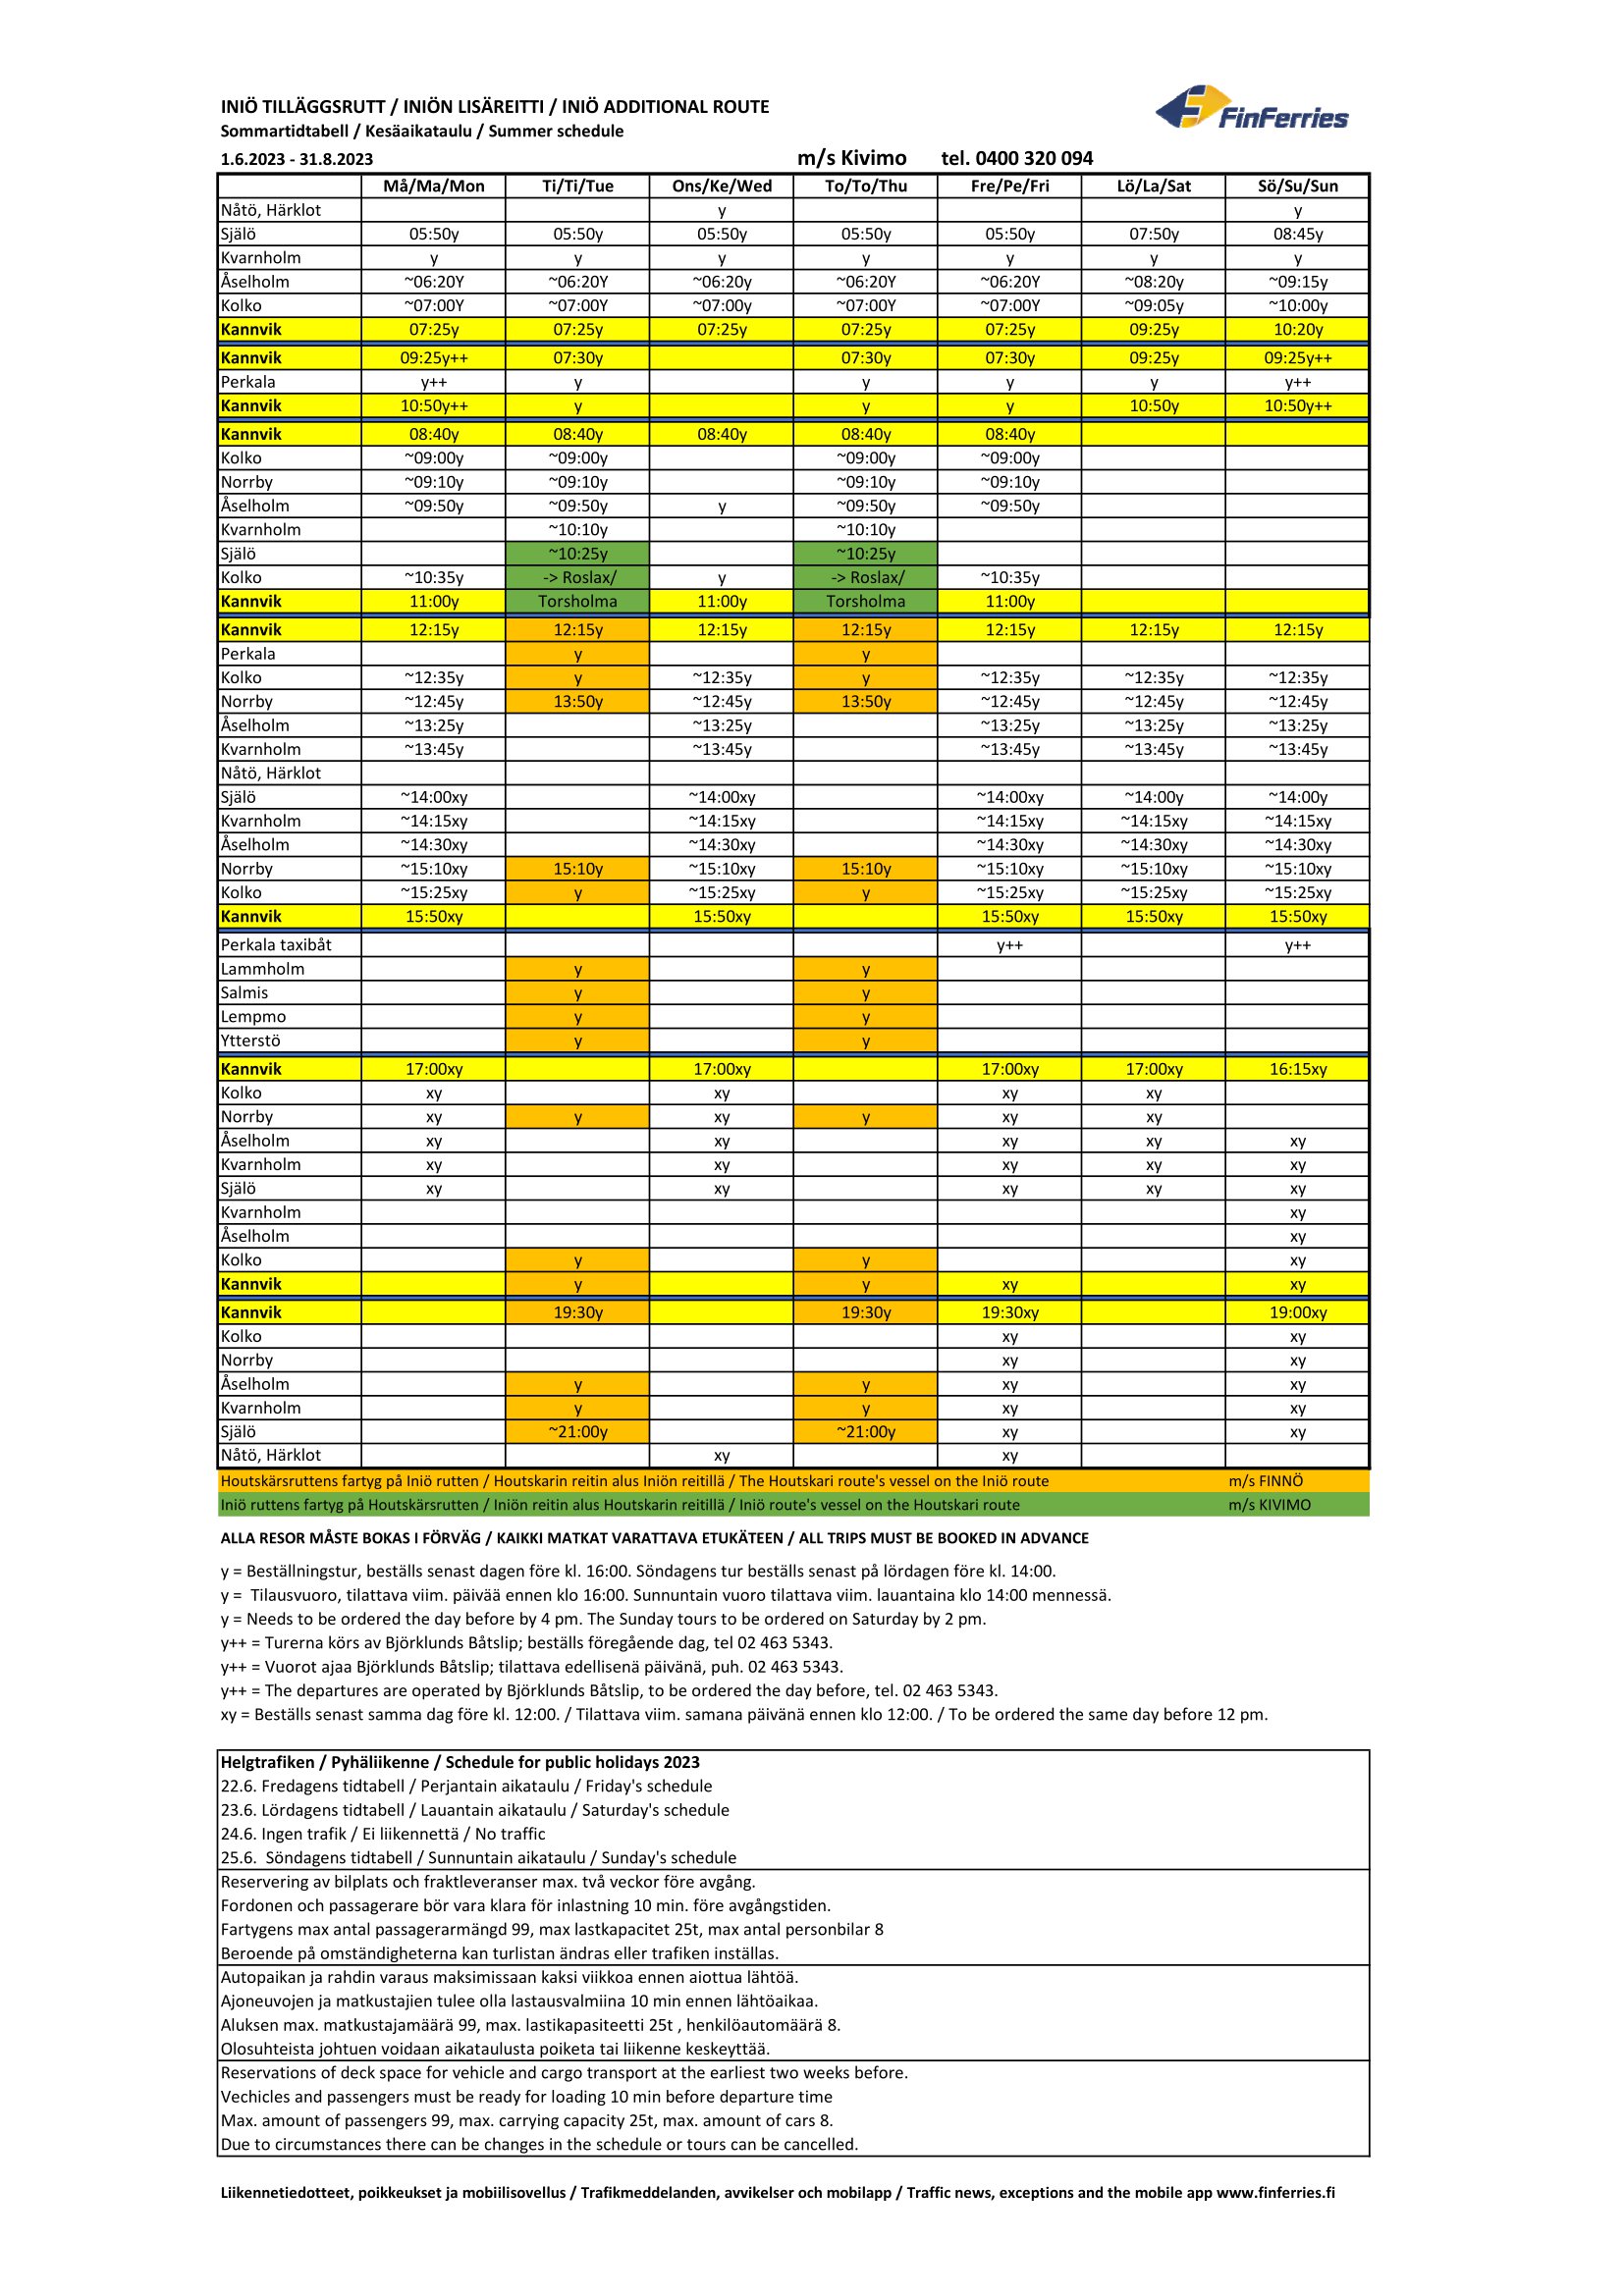 INIÖ TILLÄGGSRUTT / INIÖN LISÄREITTI / INIÖ ADDITIONAL ROUTE
FinFerries
Sommartidtabell / Kesäaikataulu / Summer schedule
1.6.2023 - 31.8.2023 m/s Kivimo tel. 0400 320 094
Må/Ma/Mon Ti/Ti/Tue Ons/Ke/Wed To/To/Thu Fre/Pe/Fri Lö/La/Sat Sö/Su/Sun
Nåtö, Härklot y y
Själö 05:50y 05:50y 05:50y 05:50y 05:50y 07:50y 08:45y
Kvarnholm y y y y y y y
Åselholm ~06:20Y ~06:20Y ~06:20y ~06:20Y ~06:20Y ~08:20y ~09:15y
Kolko ~07:00Y ~07:00Y ~07:00y ~07:00Y ~07:00Y ~09:05y ~10:00y
Kannvik 07:25y 07:25y 07:25y 07:25y 07:25y 09:25y 10:20y
Kannvik 09:25y++ 07:30y 07:30y 07:30y 09:25y 09:25y++
Perkala y++ y y y y y++
Kannvik 10:50y++ y y y 10:50y 10:50y++
Kannvik 08:40y 08:40y 08:40y 08:40y 08:40y
Kolko ~09:00y ~09:00y ~09:00y ~09:00y
Norrby ~09:10y ~09:10y ~09:10y ~09:10y
Åselholm ~09:50y ~09:50y y ~09:50y ~09:50y
Kvarnholm ~10:10y ~10:10y
Själö ~10:25y ~10:25y
Kolko ~10:35y -> Roslax/ y -> Roslax/ ~10:35y
Kannvik 11:00y Torsholma 11:00y Torsholma 11:00y
Kannvik 12:15y 12:15y 12:15y 12:15y 12:15y 12:15y 12:15y
Perkala y y
Kolko ~12:35y y ~12:35y y ~12:35y ~12:35y ~12:35y
Norrby ~12:45y 13:50y ~12:45y 13:50y ~12:45y ~12:45y ~12:45y
Åselholm ~13:25y ~13:25y ~13:25y ~13:25y ~13:25y
Kvarnholm ~13:45y ~13:45y ~13:45y ~13:45y ~13:45y
Nåtö, Härklot
Själö ~14:00xy ~14:00xy ~14:00xy ~14:00y ~14:00y
Kvarnholm ~14:15xy ~14:15xy ~14:15xy ~14:15xy ~14:15xy
Åselholm ~14:30xy ~14:30xy ~14:30xy ~14:30xy ~14:30xy
Norrby ~15:10xy 15:10y ~15:10xy 15:10y ~15:10xy ~15:10xy ~15:10xy
Kolko ~15:25xy y ~15:25xy y ~15:25xy ~15:25xy ~15:25xy
Kannvik 15:50xy 15:50xy 15:50xy 15:50xy 15:50xy
Perkala taxibåt y++ y++
Lammholm y y
Salmis y y
Lempmo y y
Ytterstö y y
Kannvik 17:00xy 17:00xy 17:00xy 17:00xy 16:15xy
Kolko xy xy xy xy
Norrby xy y xy y xy xy
Åselholm xy xy xy xy xy
Kvarnholm xy xy xy xy xy
Själö xy xy xy xy xy
Kvarnholm xy
Åselholm xy
Kolko y y xy
Kannvik y y xy xy
Kannvik 19:30y 19:30y 19:30xy 19:00xy
Kolko xy xy
Norrby xy xy
Åselholm y y xy xy
Kvarnholm y y xy xy
Själö ~21:00y ~21:00y xy xy
Nåtö, Härklot xy xy
Houtskärsruttens fartyg på Iniö rutten / Houtskarin reitin alus Iniön reitillä / The Houtskari route's vessel on the Iniö route m/s FINNÖ
Iniö ruttens fartyg på Houtskärsrutten / Iniön reitin alus Houtskarin reitillä / Iniö route's vessel on the Houtskari route m/s KIVIMO
ALLA RESOR MÅSTE BOKAS I FÖRVÄG / KAIKKI MATKAT VARATTAVA ETUKÄTEEN / ALL TRIPS MUST BE BOOKED IN ADVANCE
y = Beställningstur, beställs senast dagen före kl. 16:00. Söndagens tur beställs senast på lördagen före kl. 14:00.
y = Tilausvuoro, tilattava viim. päivää ennen klo 16:00. Sunnuntain vuoro tilattava viim. lauantaina klo 14:00 mennessä.
y = Needs to be ordered the day before by 4 pm. The Sunday tours to be ordered on Saturday by 2 pm.
y++ = Turerna körs av Björklunds Båtslip; beställs föregående dag, tel 02 463 5343.
y++ = Vuorot ajaa Björklunds Båtslip; tilattava edellisenä päivänä, puh. 02 463 5343.
y++ = The departures are operated by Björklunds Båtslip, to be ordered the day before, tel. 02 463 5343.
xy = Beställs senast samma dag före kl. 12:00. / Tilattava viim. samana päivänä ennen klo 12:00. / To be ordered the same day before 12 pm.
Helgtrafiken / Pyhäliikenne / Schedule for public holidays 2023
22.6. Fredagens tidtabell / Perjantain aikataulu / Friday's schedule
23.6. Lördagens tidtabell / Lauantain aikataulu / Saturday's schedule
24.6. Ingen trafik / Ei liikennettä / No traffic
25.6. Söndagens tidtabell / Sunnuntain aikataulu / Sunday's schedule
Reservering av bilplats och fraktleveranser max. två veckor före avgång.
Fordonen och passagerare bör vara klara för inlastning 10 min. före avgångstiden.
Fartygens max antal passagerarmängd 99, max lastkapacitet 25t, max antal personbilar 8
Beroende på omständigheterna kan turlistan ändras eller trafiken inställas.
Autopaikan ja rahdin varaus maksimissaan kaksi viikkoa ennen aiottua lähtöä.
Ajoneuvojen ja matkustajien tulee olla lastausvalmiina 10 min ennen lähtöaikaa.
Aluksen max. matkustajamäärä 99, max. lastikapasiteetti 25t , henkilöautomäärä 8.
Olosuhteista johtuen voidaan aikataulusta poiketa tai liikenne keskeyttää.
Reservations of deck space for vehicle and cargo transport at the earliest two weeks before.
Vechicles and passengers must be ready for loading 10 min before departure time
Max. amount of passengers 99, max. carrying capacity 25t, max. amount of cars 8.
Due to circumstances there can be changes in the schedule or tours can be cancelled.
Liikennetiedotteet, poikkeukset ja mobiilisovellus / Trafikmeddelanden, avvikelser och mobilapp / Traffic news, exceptions and the mobile app www.finferries.fi